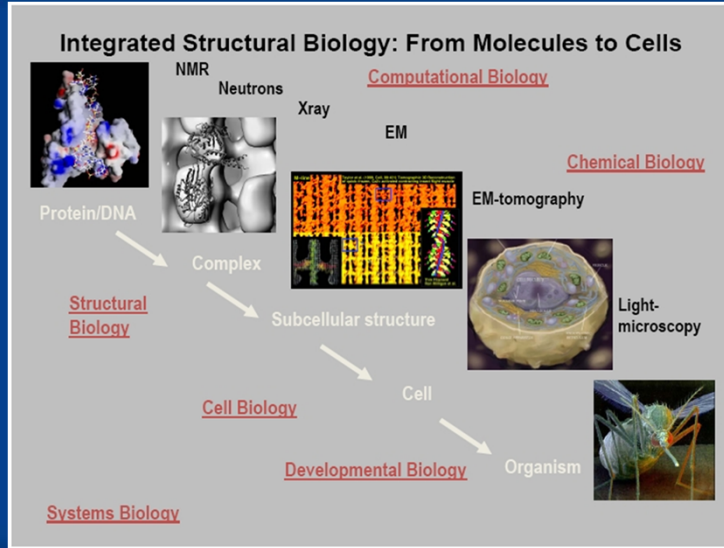 Integrated Structural Biology: From Molecules to Cells
NMR
Neutrons
Computational Biology
Xray
EM
Chemical Biology
EM-tomography
Protein/DNA
Complex
Structural
Biology
Subcellular structure
Light-
microscopy
Cell
Cell Biology
Developmental Biology
Organism
Systems Biology